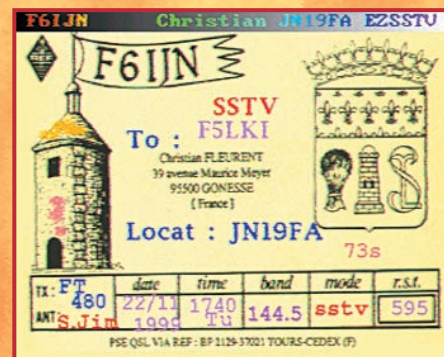 F6IJN Christian JN19FA EZSSTV
REF
F6IJN
SSTV
To : F5LKI
Christian FLEURENT
39 avenue Maurice Meyer
95500 GONESSE
( France )
Locat : JN19FA
73s
TX: FT 480 date time band mode r.s.t.
ANT S.Jim 22/11 1999 1740 Tu 144.5 sstv 595
PSE QSL VIA REF : BP 2129-37021 TOURS-CEDEX (F)